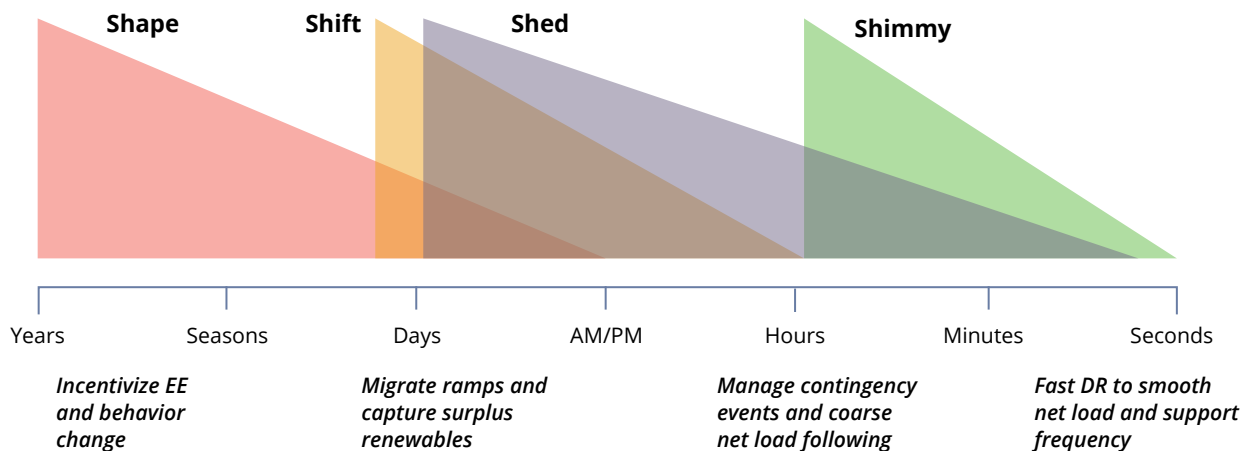 Shape
Shift
Shed
Shimmy
Years
Seasons
Days
AM/PM
Hours
Minutes
Seconds
Incentivize EE
and behavior
change
Migrate ramps and
capture surplus
renewables
Manage contingency
events and coarse
net load following
Fast DR to smooth
net load and support
frequency